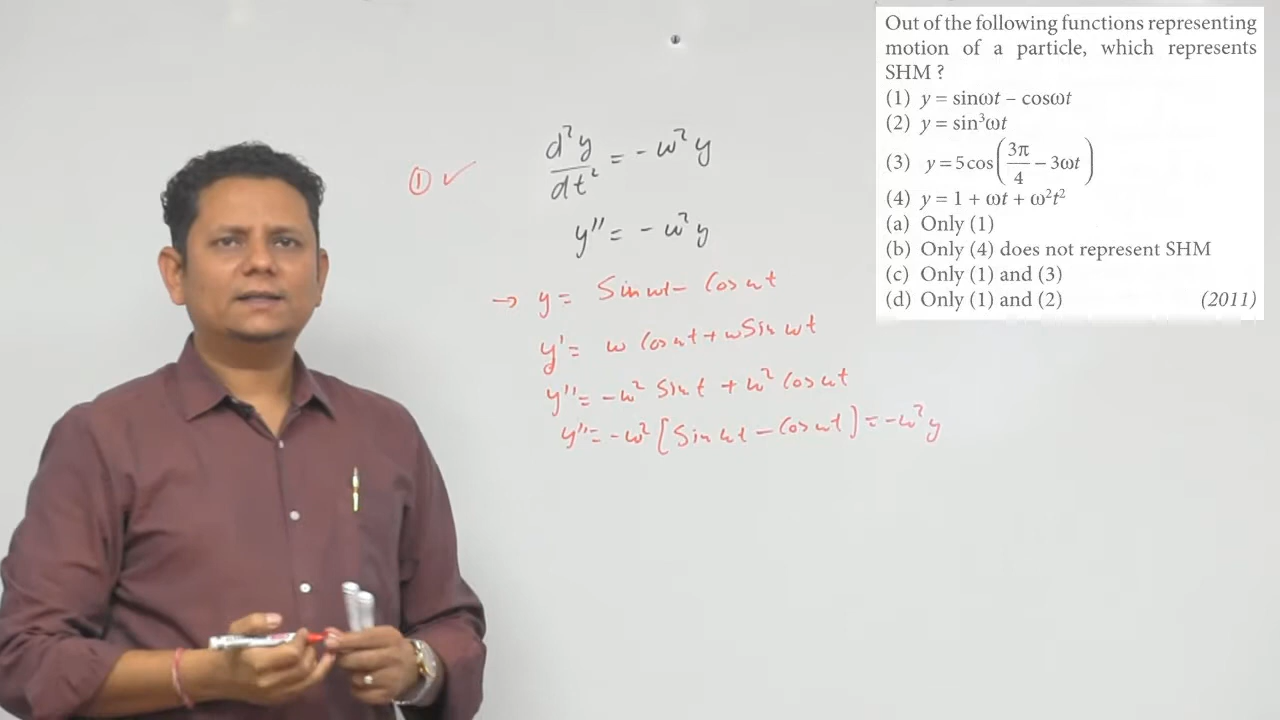 Out of the following functions representing
motion of a particle, which represents
SHM ?
(1) y = sinωt – cosωt
(2) y = sin³ωt
(3) y = 5cos(3π/4 – 3ωt)
(4) y = 1 + ωt + ω²t²
(a) Only (1)
(b) Only (4) does not represent SHM
(c) Only (1) and (3)
(d) Only (1) and (2) (2011)
① ✓
d²y/dt² = - ω²y
y'' = - ω²y
→ y = Sin ωt - Cos ωt
y' = ω Cos ωt + ω Sin ωt
y'' = -ω² Sin ωt + ω² Cos ωt
y'' = -ω² [Sin ωt - Cos ωt] = -ω²y